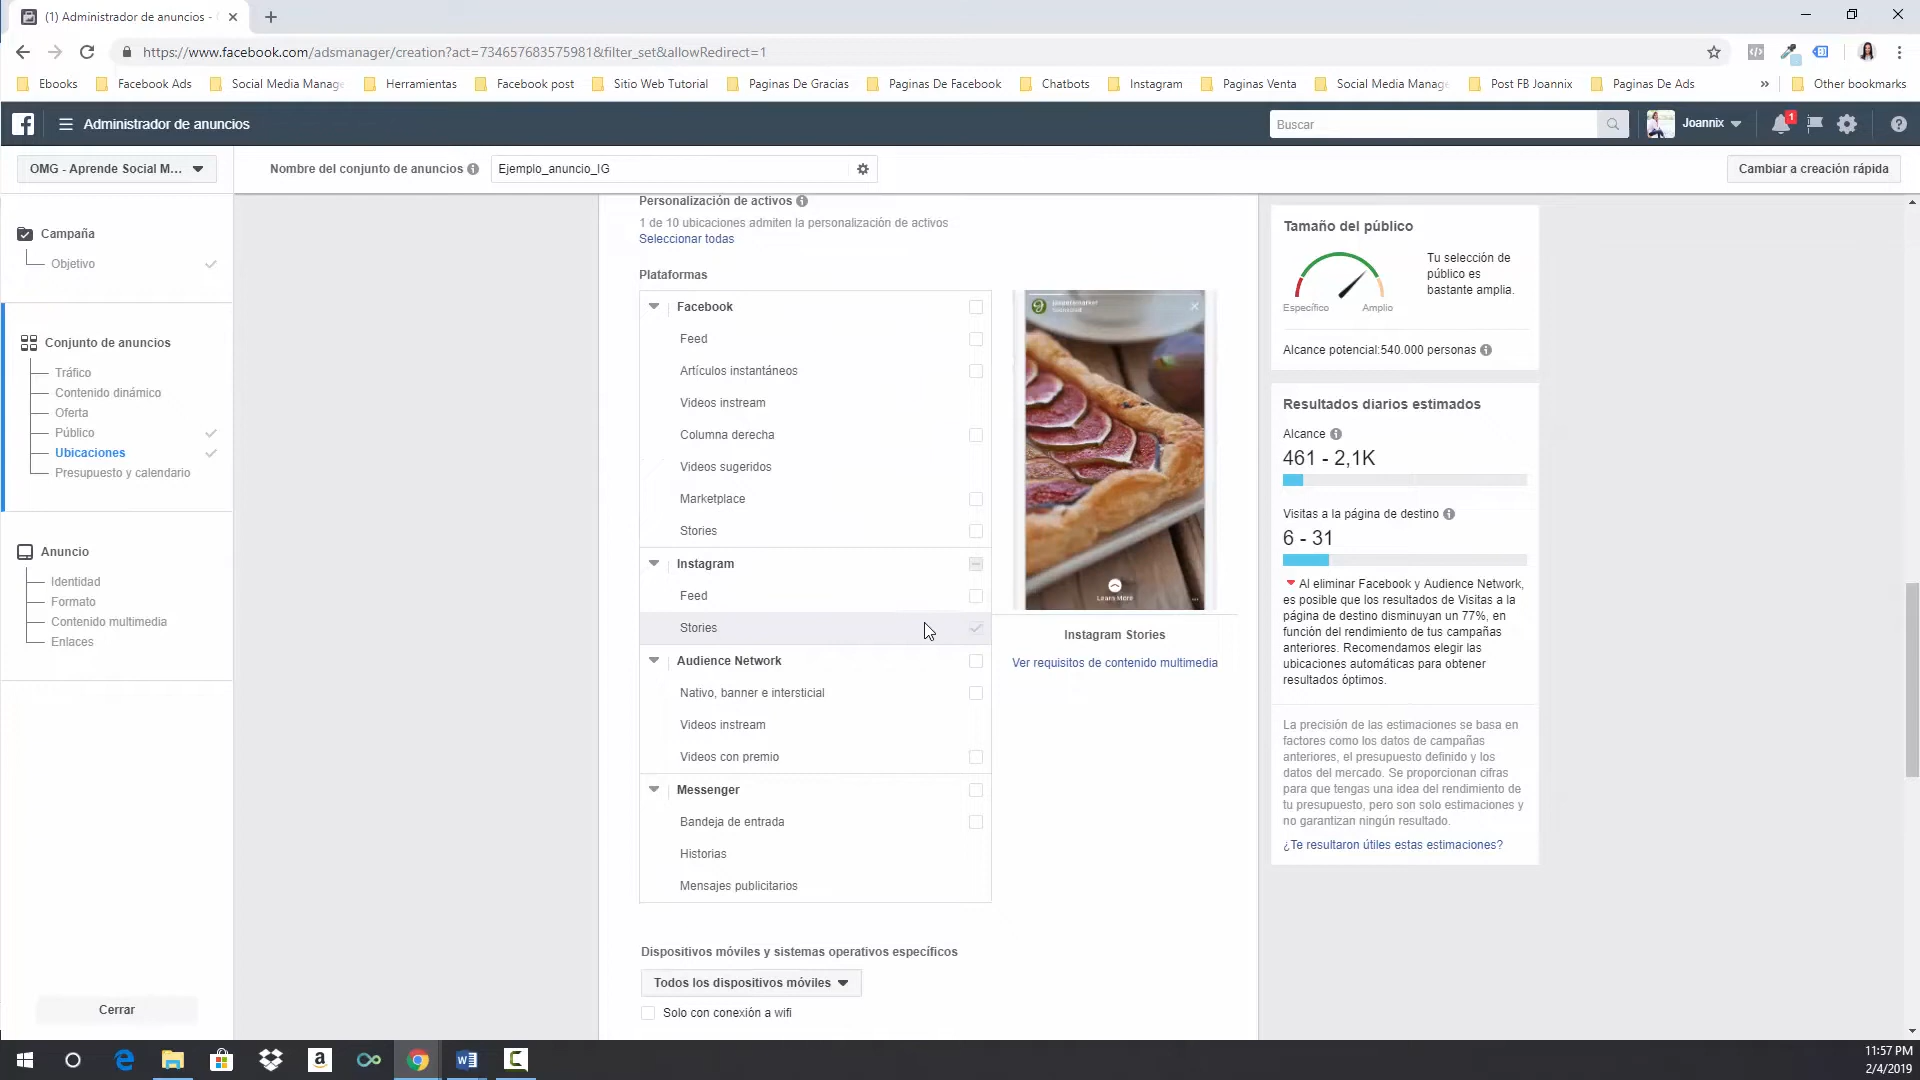 (1) Administrador de anuncios -
https://www.facebook.com/adsmanager/creation?act=734657683575981&filter_set&allowRedirect=1
Ebooks
Facebook Ads
Social Media Manage
Herramientas
Facebook post
Sitio Web Tutorial
Paginas De Gracias
Paginas De Facebook
Chatbots
Instagram
Paginas Venta
Social Media Manage
Post FB Joannix
Paginas De Ads
»
Other bookmarks
Administrador de anuncios
Buscar
Joannix
1
OMG - Aprende Social M...
Nombre del conjunto de anuncios
Ejemplo_anuncio_IG
Cambiar a creación rápida
Campaña
Objetivo
Conjunto de anuncios
Tráfico
Contenido dinámico
Oferta
Público
Ubicaciones
Presupuesto y calendario
Anuncio
Identidad
Formato
Contenido multimedia
Enlaces
Cerrar
Personalización de activos
1 de 10 ubicaciones admiten la personalización de activos
Seleccionar todas
Plataformas
Facebook
Feed
Artículos instantáneos
Videos instream
Columna derecha
Videos sugeridos
Marketplace
Stories
Instagram
Feed
Stories
Audience Network
Nativo, banner e intersticial
Videos instream
Videos con premio
Messenger
Bandeja de entrada
Historias
Mensajes publicitarios
Learn More
Instagram Stories
Ver requisitos de contenido multimedia
Dispositivos móviles y sistemas operativos específicos
Todos los dispositivos móviles
Solo con conexión a wifi
Tamaño del público
Específico
Amplio
Tu selección de
público es
bastante amplia.
Alcance potencial:540.000 personas
Resultados diarios estimados
Alcance
461 - 2,1K
Visitas a la página de destino
6 - 31
Al eliminar Facebook y Audience Network,
es posible que los resultados de Visitas a la
página de destino disminuyan un 77%, en
función del rendimiento de tus campañas
anteriores. Recomendamos elegir las
ubicaciones automáticas para obtener
resultados óptimos.
La precisión de las estimaciones se basa en
factores como los datos de campañas
anteriores, el presupuesto definido y los
datos del mercado. Se proporcionan cifras
para que tengas una idea del rendimiento de
tu presupuesto, pero son solo estimaciones y
no garantizan ningún resultado.
¿Te resultaron útiles estas estimaciones?
11:57 PM
2/4/2019